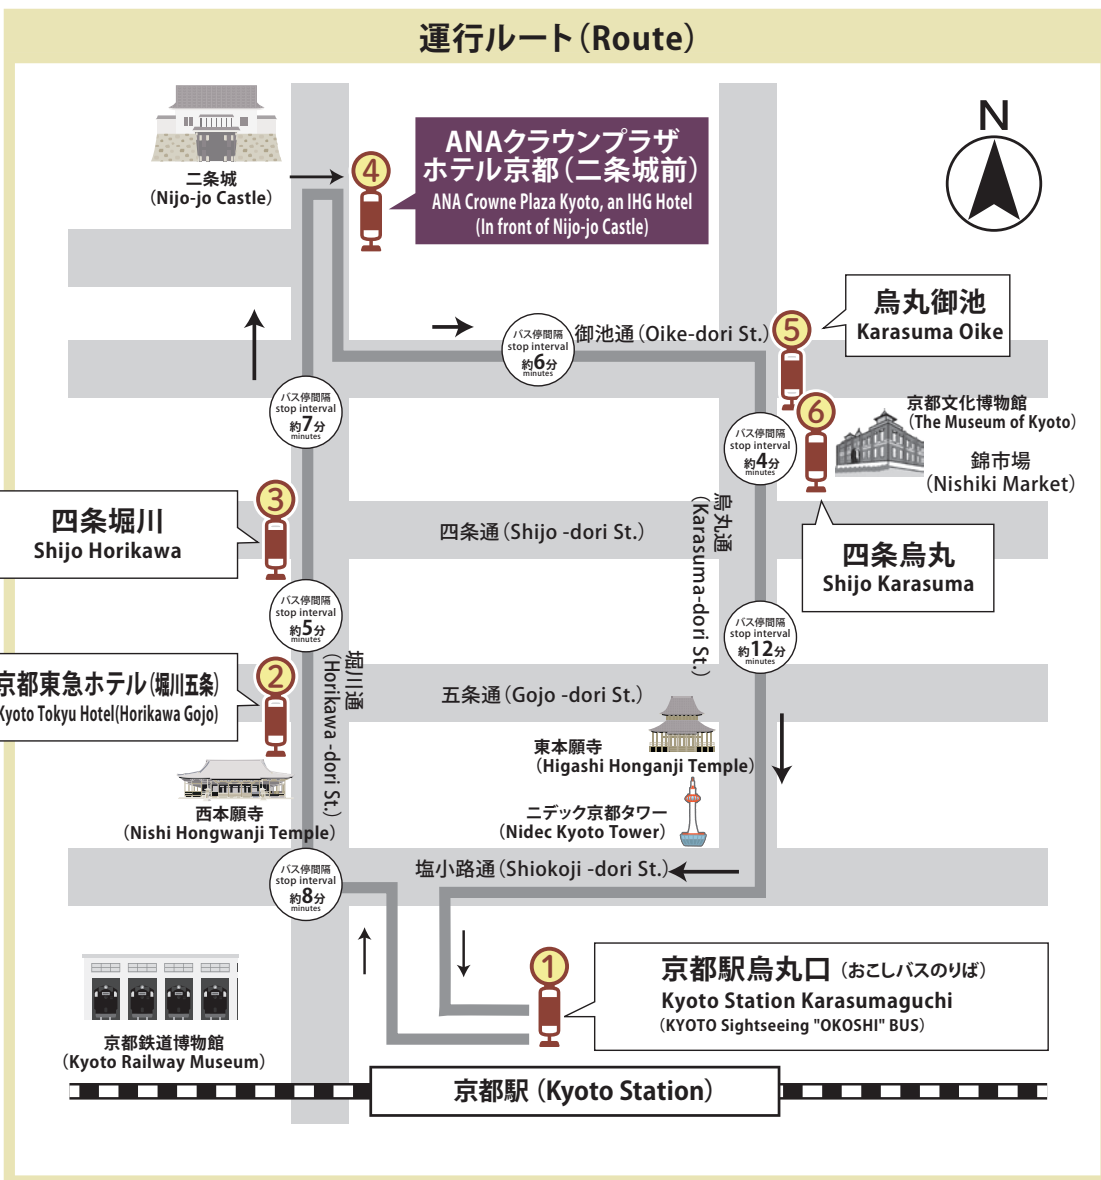 運行ルート（Route）
二条城
(Nijo-jo Castle)
4
ANAクラウンプラザ
ホテル京都（二条城前）
ANA Crowne Plaza Kyoto, an IHG Hotel
(In front of Nijo-jo Castle)
N
烏丸御池
Karasuma Oike
5
御池通（Oike-dori St.）
バス停間隔
stop interval
約6分
minutes
バス停間隔
stop interval
約7分
minutes
6
京都文化博物館
(The Museum of Kyoto)
錦市場
(Nishiki Market)
バス停間隔
stop interval
約4分
minutes
四条堀川
Shijo Horikawa
3
四条通（Shijo -dori St.）
烏丸通
(Karasuma-dori St.)
四条烏丸
Shijo Karasuma
バス停間隔
stop interval
約5分
minutes
バス停間隔
stop interval
約12分
minutes
京都東急ホテル（堀川五条）
Kyoto Tokyu Hotel(Horikawa Gojo)
2
堀川通
(Horikawa -dori St.)
五条通（Gojo -dori St.）
東本願寺
(Higashi Honganji Temple)
西本願寺
(Nishi Hongwanji Temple)
ニデック京都タワー
(Nidec Kyoto Tower)
バス停間隔
stop interval
約8分
minutes
塩小路通（Shiokoji -dori St.）
1
京都駅烏丸口（おこしバスのりば）
Kyoto Station Karasumaguchi
(KYOTO Sightseeing "OKOSHI" BUS)
京都鉄道博物館
(Kyoto Railway Museum)
京都駅（Kyoto Station）